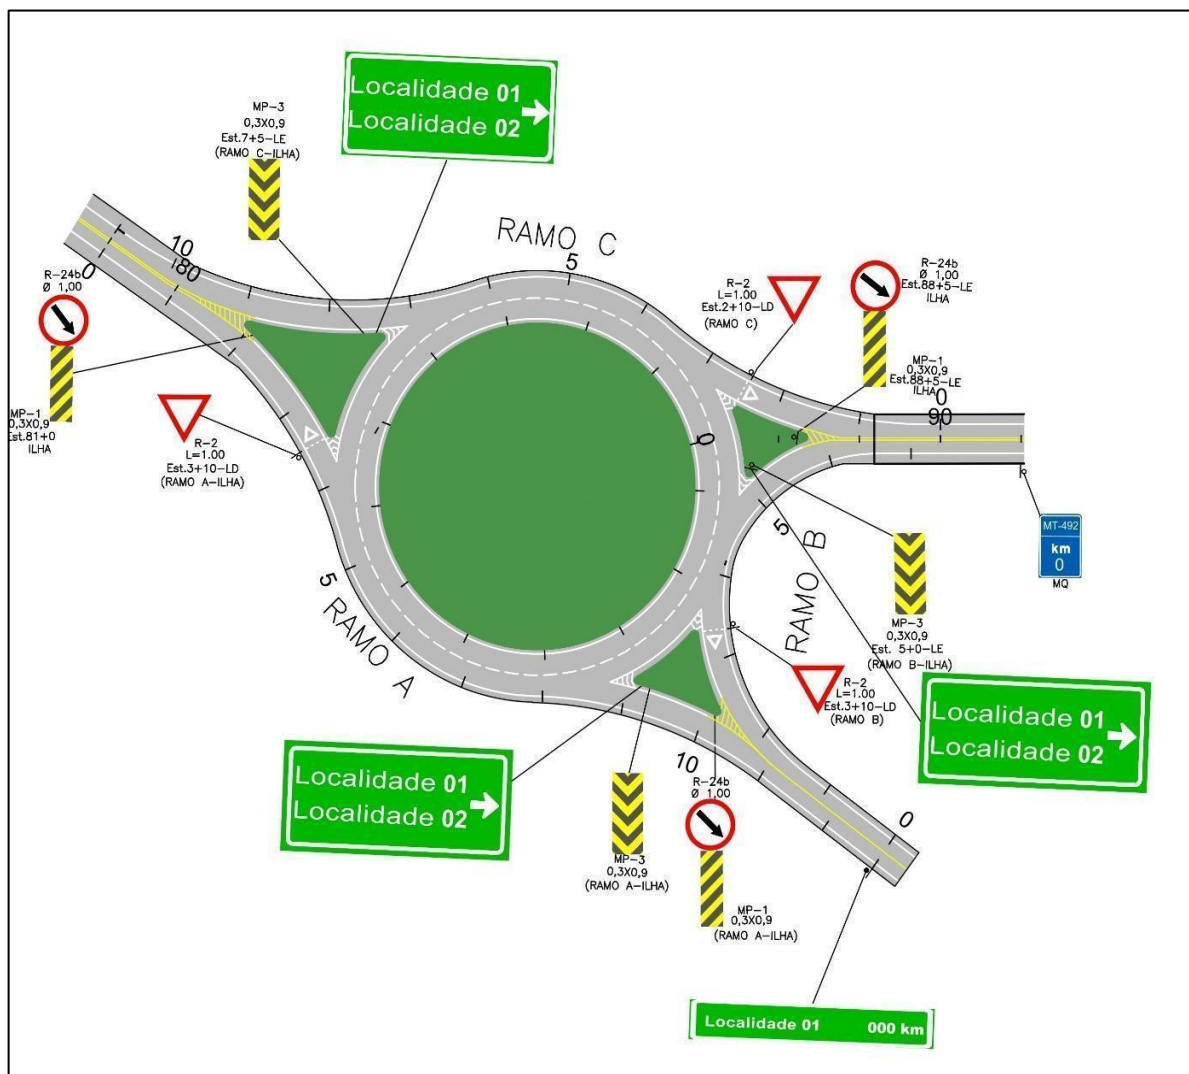 Localidade 01
Localidade 02
MP-3
0,3X0,9
Est.7+5-LE
(RAMO C-ILHA)
RAMO C
5
10
80
0
R-24b
Ø 1,00
MP-1
0,3X0,9
Est.81+0
ILHA
R-2
L=1.00
Est.3+10-LD
(RAMO A-ILHA)
R-2
L=1.00
Est.2+10-LD
(RAMO C)
R-24b
Ø 1,00
Est.88+5-LE
ILHA
MP-1
0,3X0,9
Est.88+5-LE
ILHA
0
90
0
5
MT-492
km
0
MQ
RAMO B
MP-3
0,3X0,9
Est. 5+0-LE
(RAMO B-ILHA)
5
RAMO A
R-2
L=1.00
Est.3+10-LD
(RAMO B)
Localidade 01
Localidade 02
Localidade 01
Localidade 02
10
0
R-24b
Ø 1,00
MP-3
0,3X0,9
(RAMO A-ILHA)
MP-1
0,3X0,9
(RAMO A-ILHA)
Localidade 01 000 km